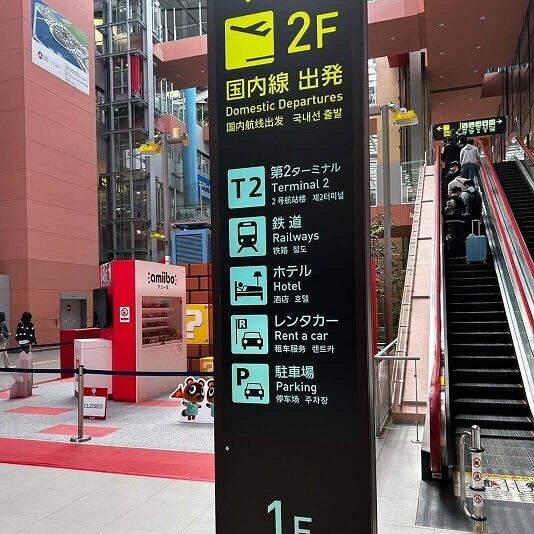 2F
国内線 出発
Domestic Departures
国内航线出发 국내선 출발
T2 第2ターミナル
Terminal 2
2号航站楼 제2터미널
鉄道
Railways
铁路 철도
ホテル
Hotel
酒店 호텔
R レンタカー
Rent a car
租车服务 렌트카
P 駐車場
Parking
停车场 주차장
1F
amiibo
アミーボ
?
CLOSED